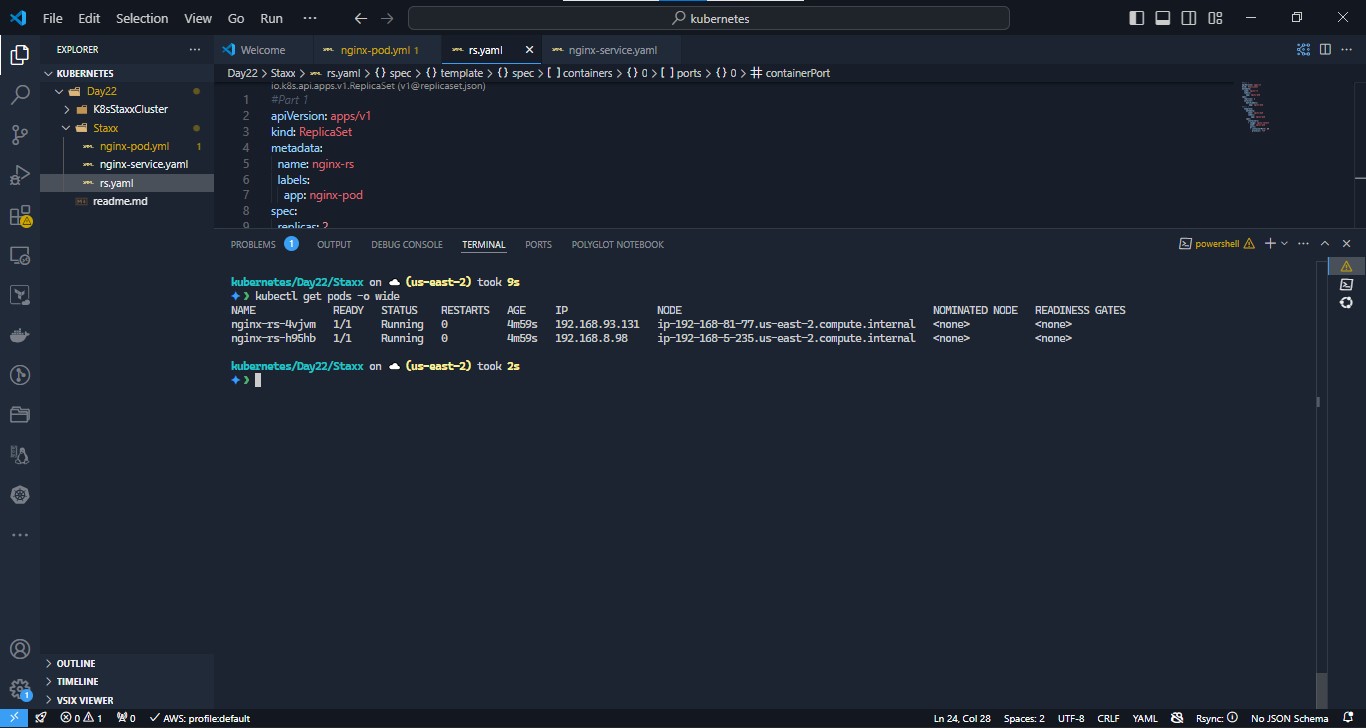 File Edit Selection View Go Run ··· kubernetes
EXPLORER ···
Welcome nginx-pod.yml 1 rs.yaml nginx-service.yaml
KUBERNETES
Day22
K8sStaxxCluster
Staxx
nginx-pod.yml 1
nginx-service.yaml
rs.yaml
readme.md
Day22 > Staxx > rs.yaml > {} spec > {} template > {} spec > [ ] containers > {} 0 > [ ] ports > {} 0 > # containerPort
io.k8s.api.apps.v1.ReplicaSet (v1@replicaset.json)
1 #Part 1
2 apiVersion: apps/v1
3 kind: ReplicaSet
4 metadata:
5 name: nginx-rs
6 labels:
7 app: nginx-pod
8 spec:
9 replicas: 2
PROBLEMS 1 OUTPUT DEBUG CONSOLE TERMINAL PORTS POLYGLOT NOTEBOOK powershell
kubernetes/Day22/Staxx on (us-east-2) took 9s
❯ kubectl get pods -o wide
NAME READY STATUS RESTARTS AGE IP NODE NOMINATED NODE READINESS GATES
nginx-rs-4vjvm 1/1 Running 0 4m59s 192.168.93.131 ip-192-168-81-77.us-east-2.compute.internal <none> <none>
nginx-rs-h95hb 1/1 Running 0 4m59s 192.168.8.98 ip-192-168-5-235.us-east-2.compute.internal <none> <none>
kubernetes/Day22/Staxx on (us-east-2) took 2s
❯
OUTLINE
TIMELINE
VSIX VIEWER
1
0 1 0 AWS: profile:default Ln 24, Col 28 Spaces: 2 UTF-8 CRLF YAML Rsync: No JSON Schema